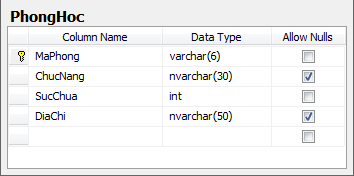 PhongHoc
Column Name Data Type Allow Nulls
MaPhong varchar(6)
ChucNang nvarchar(30)
SucChua int
DiaChi nvarchar(50)